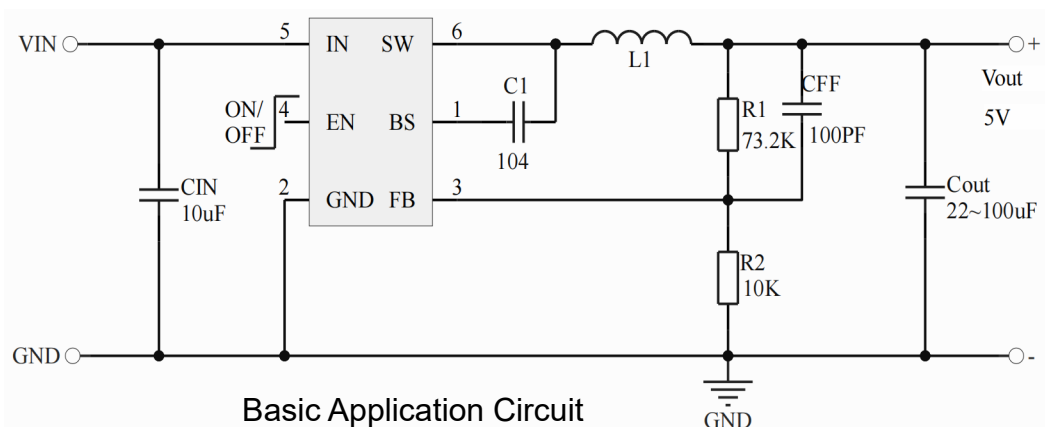 VIN
5
IN
SW
6
L1
+
Vout
5V
ON/
OFF
4
EN
BS
1
C1
104
R1
73.2K
CFF
100PF
CIN
10uF
2
GND
FB
3
R2
10K
Cout
22~100uF
GND
-
GND
Basic Application Circuit